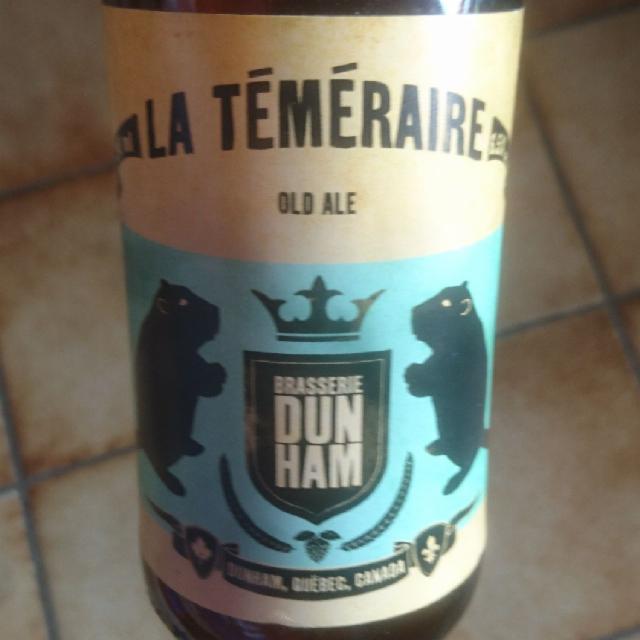 LA TÉMÉRAIRE
OLD ALE
BRASSERIE
DUN
HAM
DUNHAM, QUÉBEC, CANADA